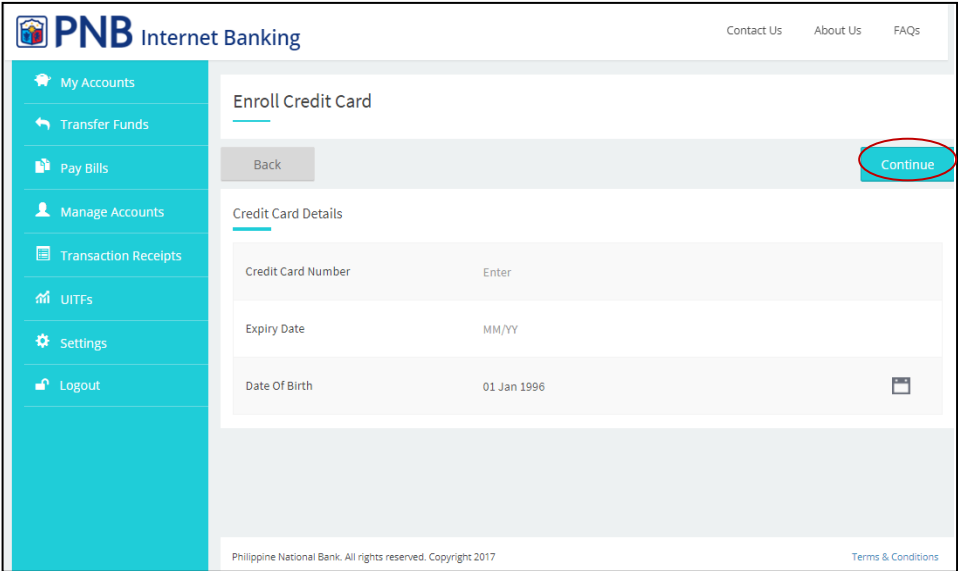 PNB Internet Banking
Contact Us About Us FAQs
My Accounts
Transfer Funds
Pay Bills
Manage Accounts
Transaction Receipts
UITFs
Settings
Logout
Enroll Credit Card
Back Continue
Credit Card Details
Credit Card Number Enter
Expiry Date MM/YY
Date Of Birth 01 Jan 1996
Philippine National Bank. All rights reserved. Copyright 2017 Terms & Conditions